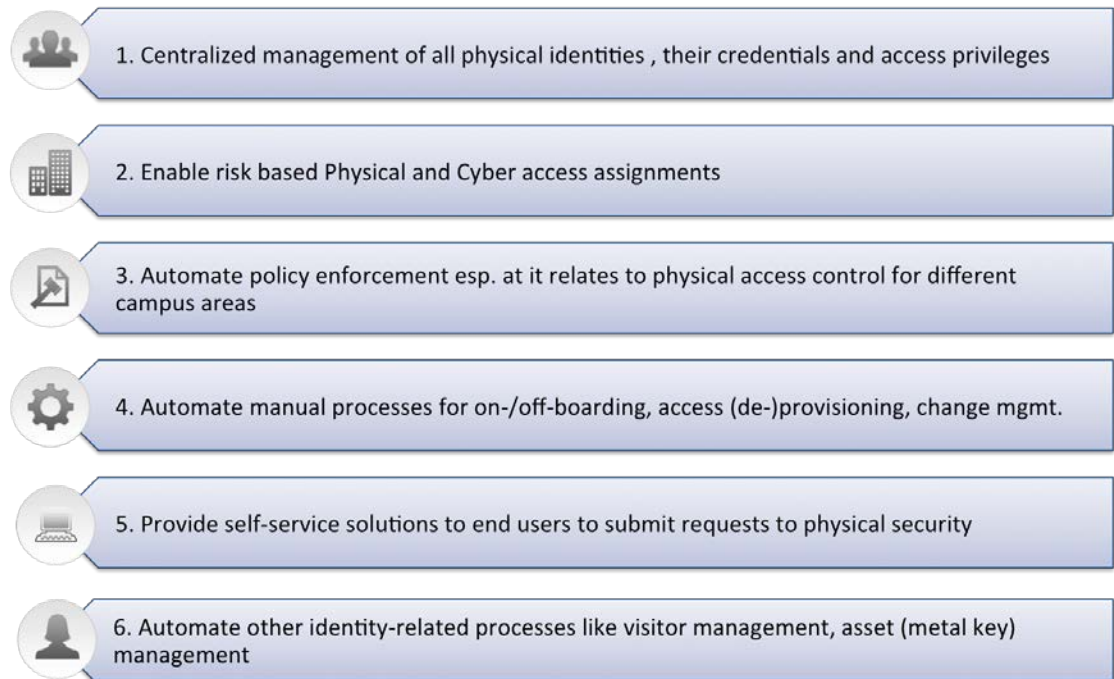 1. Centralized management of all physical identities , their credentials and access privileges
2. Enable risk based Physical and Cyber access assignments
3. Automate policy enforcement esp. at it relates to physical access control for different
campus areas
4. Automate manual processes for on-/off-boarding, access (de-)provisioning, change mgmt.
5. Provide self-service solutions to end users to submit requests to physical security
6. Automate other identity-related processes like visitor management, asset (metal key)
management